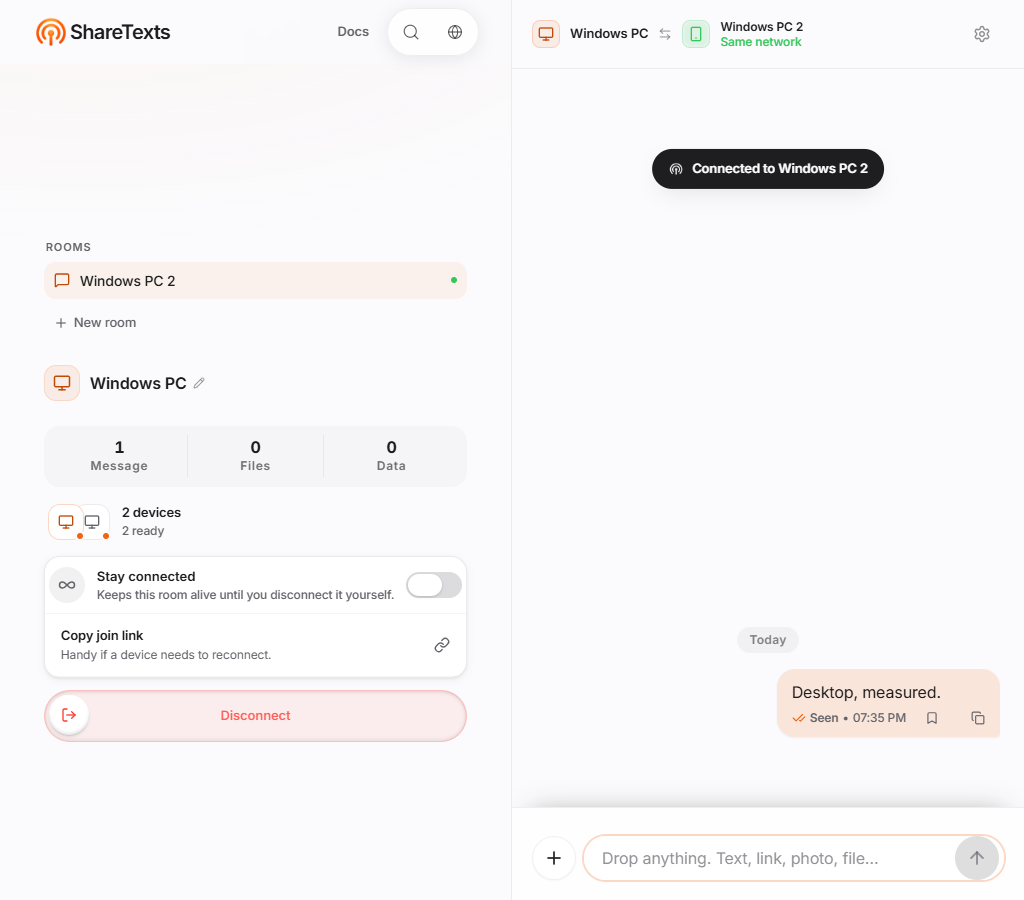 ShareTexts
Docs
ROOMS
Windows PC 2
New room
Windows PC
1
Message
0
Files
0
Data
2 devices
2 ready
Stay connected
Keeps this room alive until you disconnect it yourself.
Copy join link
Handy if a device needs to reconnect.
Disconnect
Windows PC
Windows PC 2
Same network
Connected to Windows PC 2
Today
Desktop, measured.
Seen • 07:35 PM
Drop anything. Text, link, photo, file...